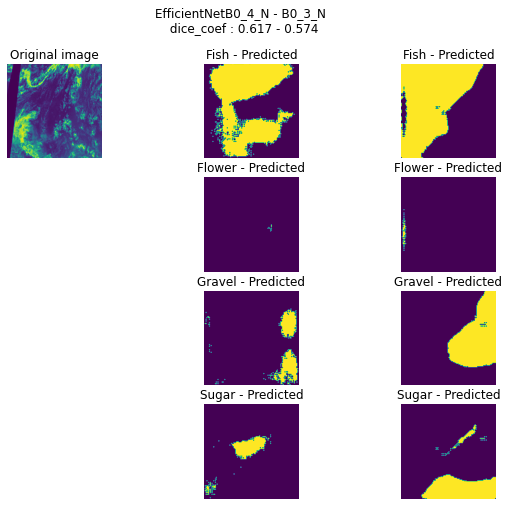 EfficientNetB0_4_N - B0_3_N
dice_coef : 0.617 - 0.574
Original image
Fish - Predicted
Fish - Predicted
Flower - Predicted
Flower - Predicted
Gravel - Predicted
Gravel - Predicted
Sugar - Predicted
Sugar - Predicted